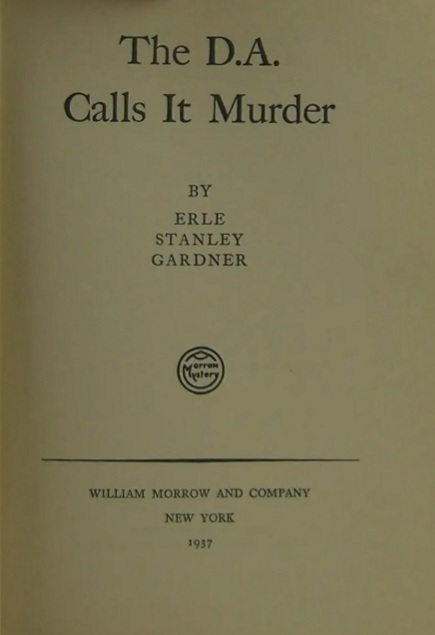 The D.A.
Calls It Murder
BY
ERLE
STANLEY
GARDNER
Morrow
Mystery
WILLIAM MORROW AND COMPANY
NEW YORK
1937